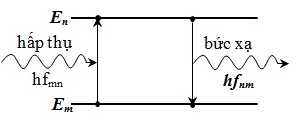 Eₙ
hấp thụ
hfₘₙ
bức xạ
hfₙₘ
Eₘ